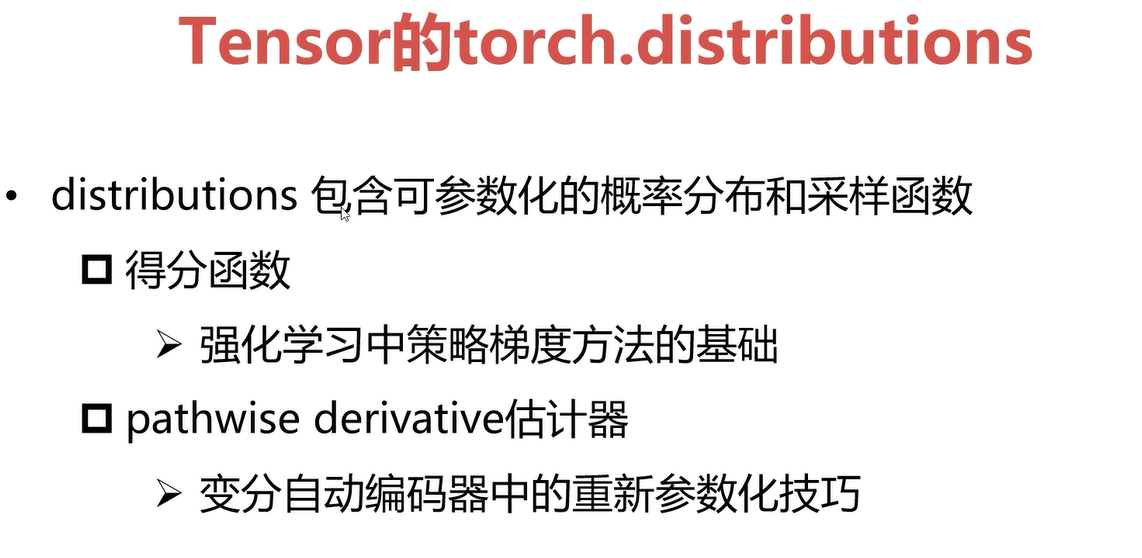 Tensor的torch.distributions
• distributions 包含可参数化的概率分布和采样函数
得分函数
➢ 强化学习中策略梯度方法的基础
pathwise derivative估计器
➢ 变分自动编码器中的重新参数化技巧